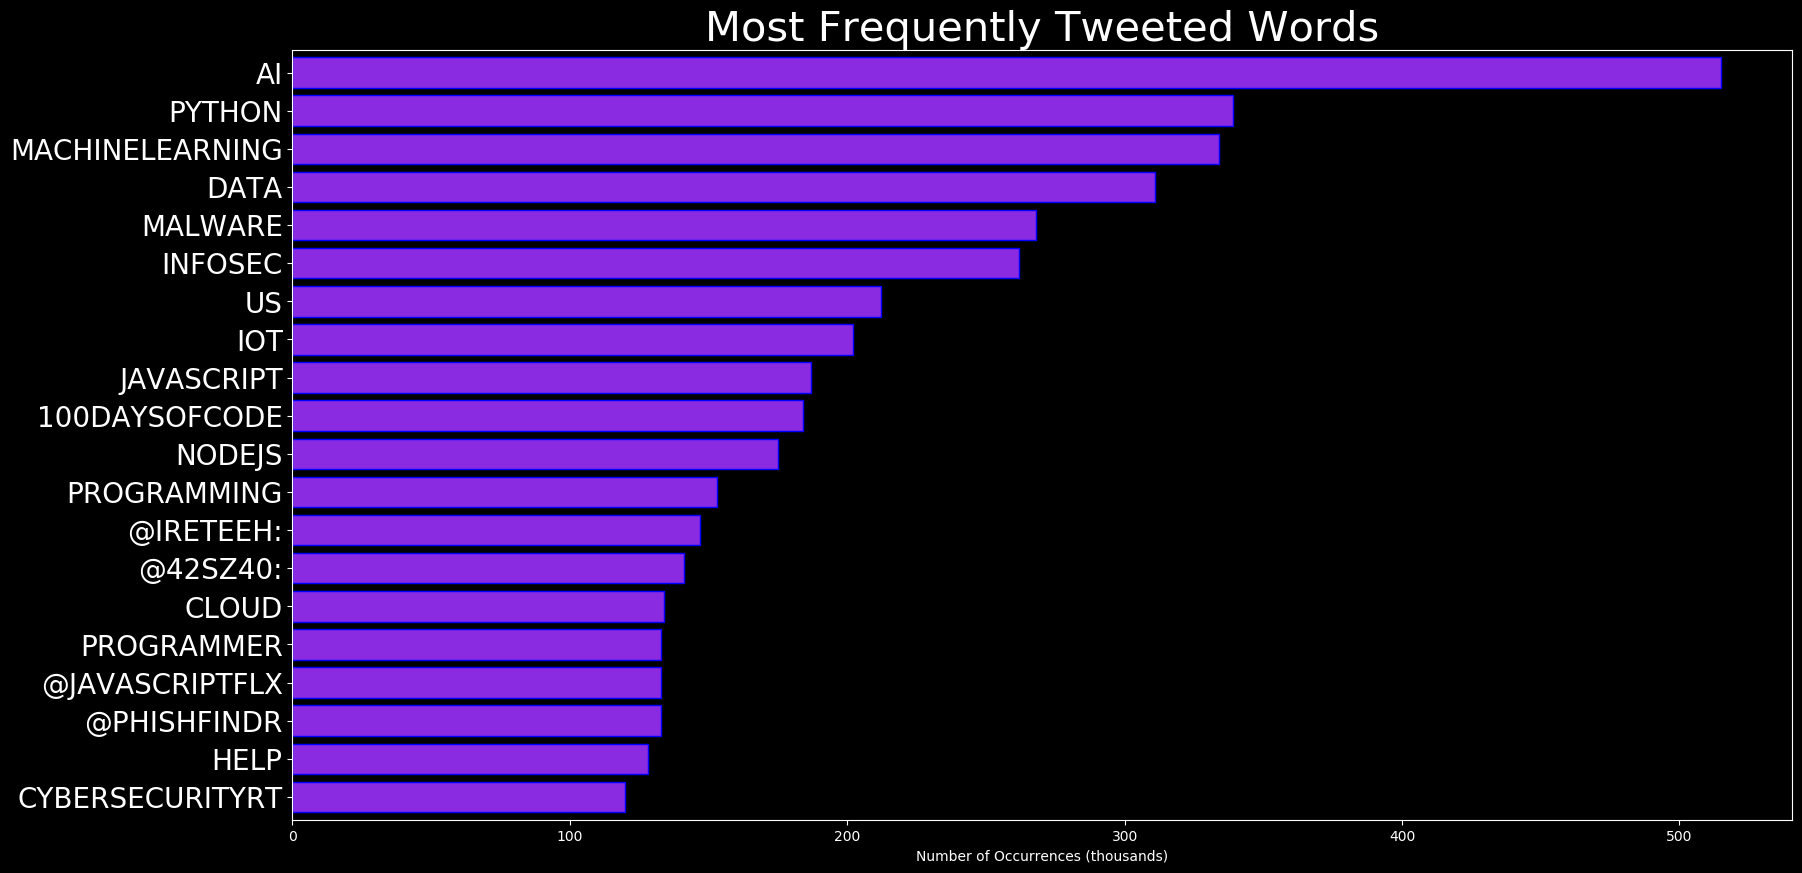 Most Frequently Tweeted Words
AI
PYTHON
MACHINELEARNING
DATA
MALWARE
INFOSEC
US
IOT
JAVASCRIPT
100DAYSOFCODE
NODEJS
PROGRAMMING
@IRETEEH:
@42SZ40:
CLOUD
PROGRAMMER
@JAVASCRIPTFLX
@PHISHFINDR
HELP
CYBERSECURITYRT
0 100 200 300 400 500
Number of Occurrences (thousands)